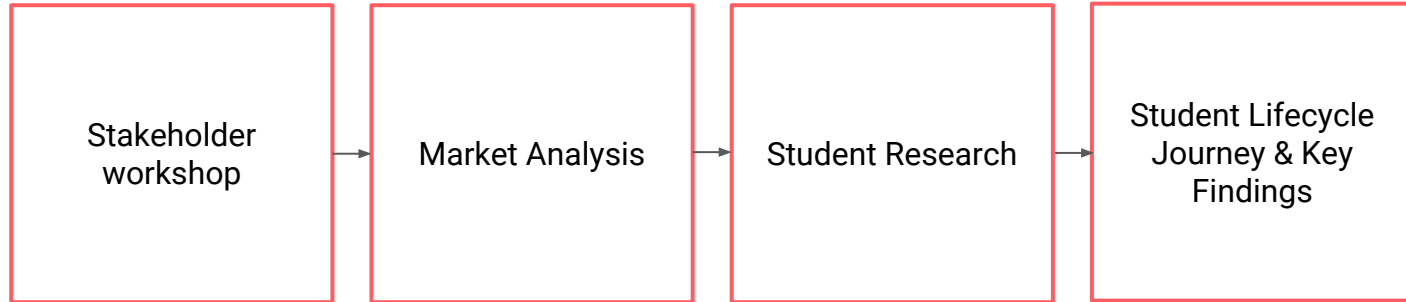 Stakeholder
workshop
Market Analysis
Student Research
Student Lifecycle
Journey & Key
Findings